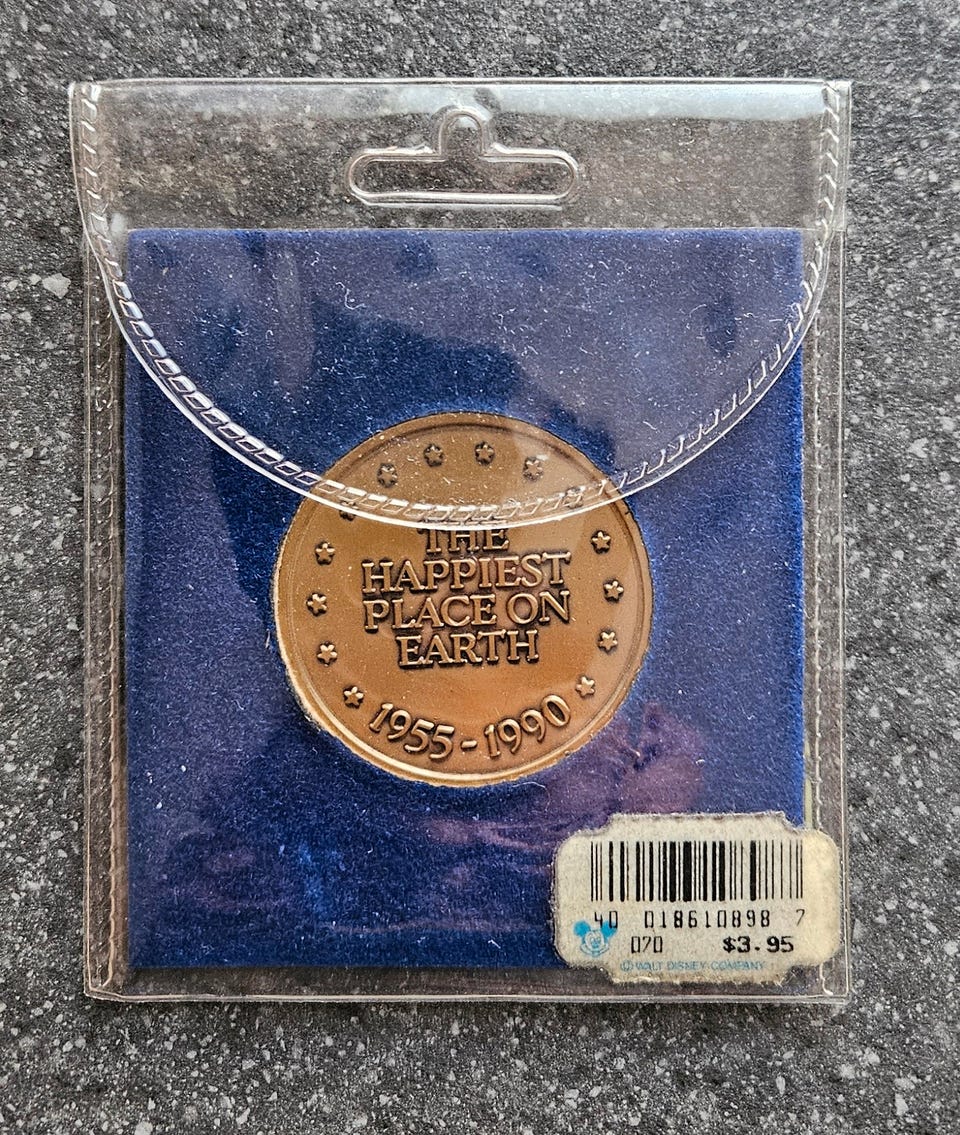 THE
HAPPIEST
PLACE ON
EARTH
1955-1990
40 018610898 7
070 $3.95
© WALT DISNEY COMPANY